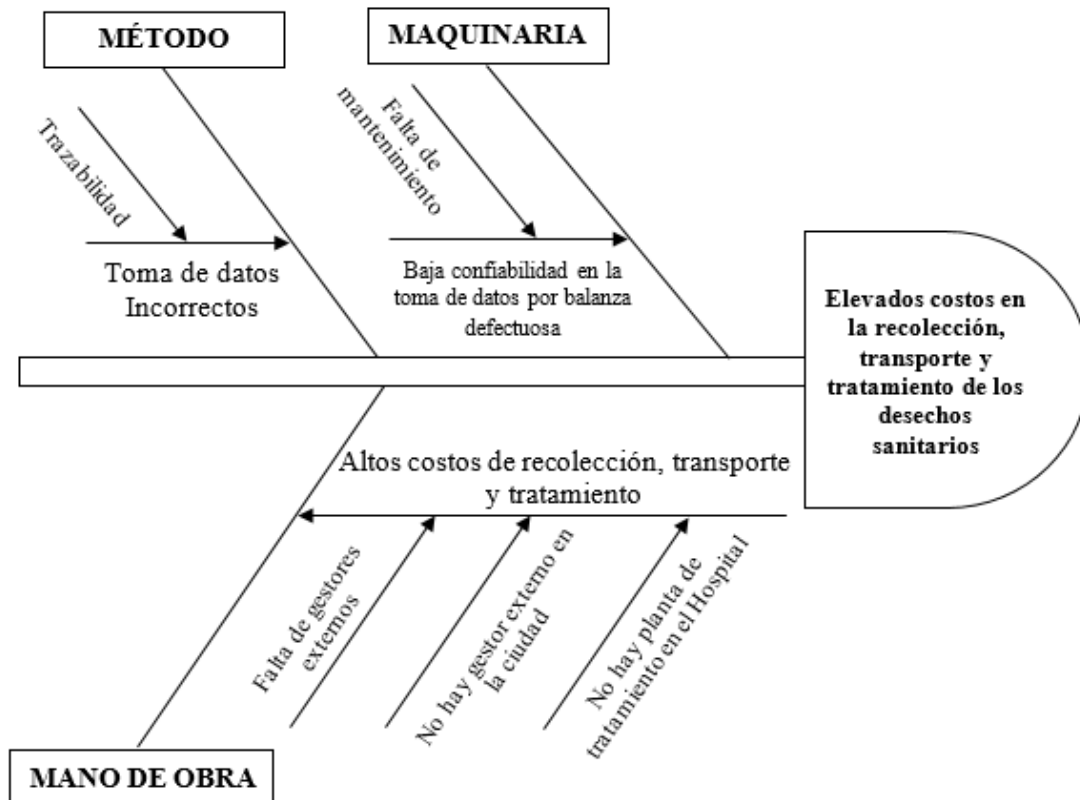 MÉTODO
MAQUINARIA
Trazabilidad
Toma de datos
Incorrectos
Falta de
mantenimiento
Baja confiabilidad en la
toma de datos por balanza
defectuosa
Elevados costos en
la recolección,
transporte y
tratamiento de los
desechos
sanitarios
Altos costos de recolección, transporte
y tratamiento
Falta de gestores
externos
No hay gestor externo en
la ciudad
No hay planta de
tratamiento en el Hospital
MANO DE OBRA